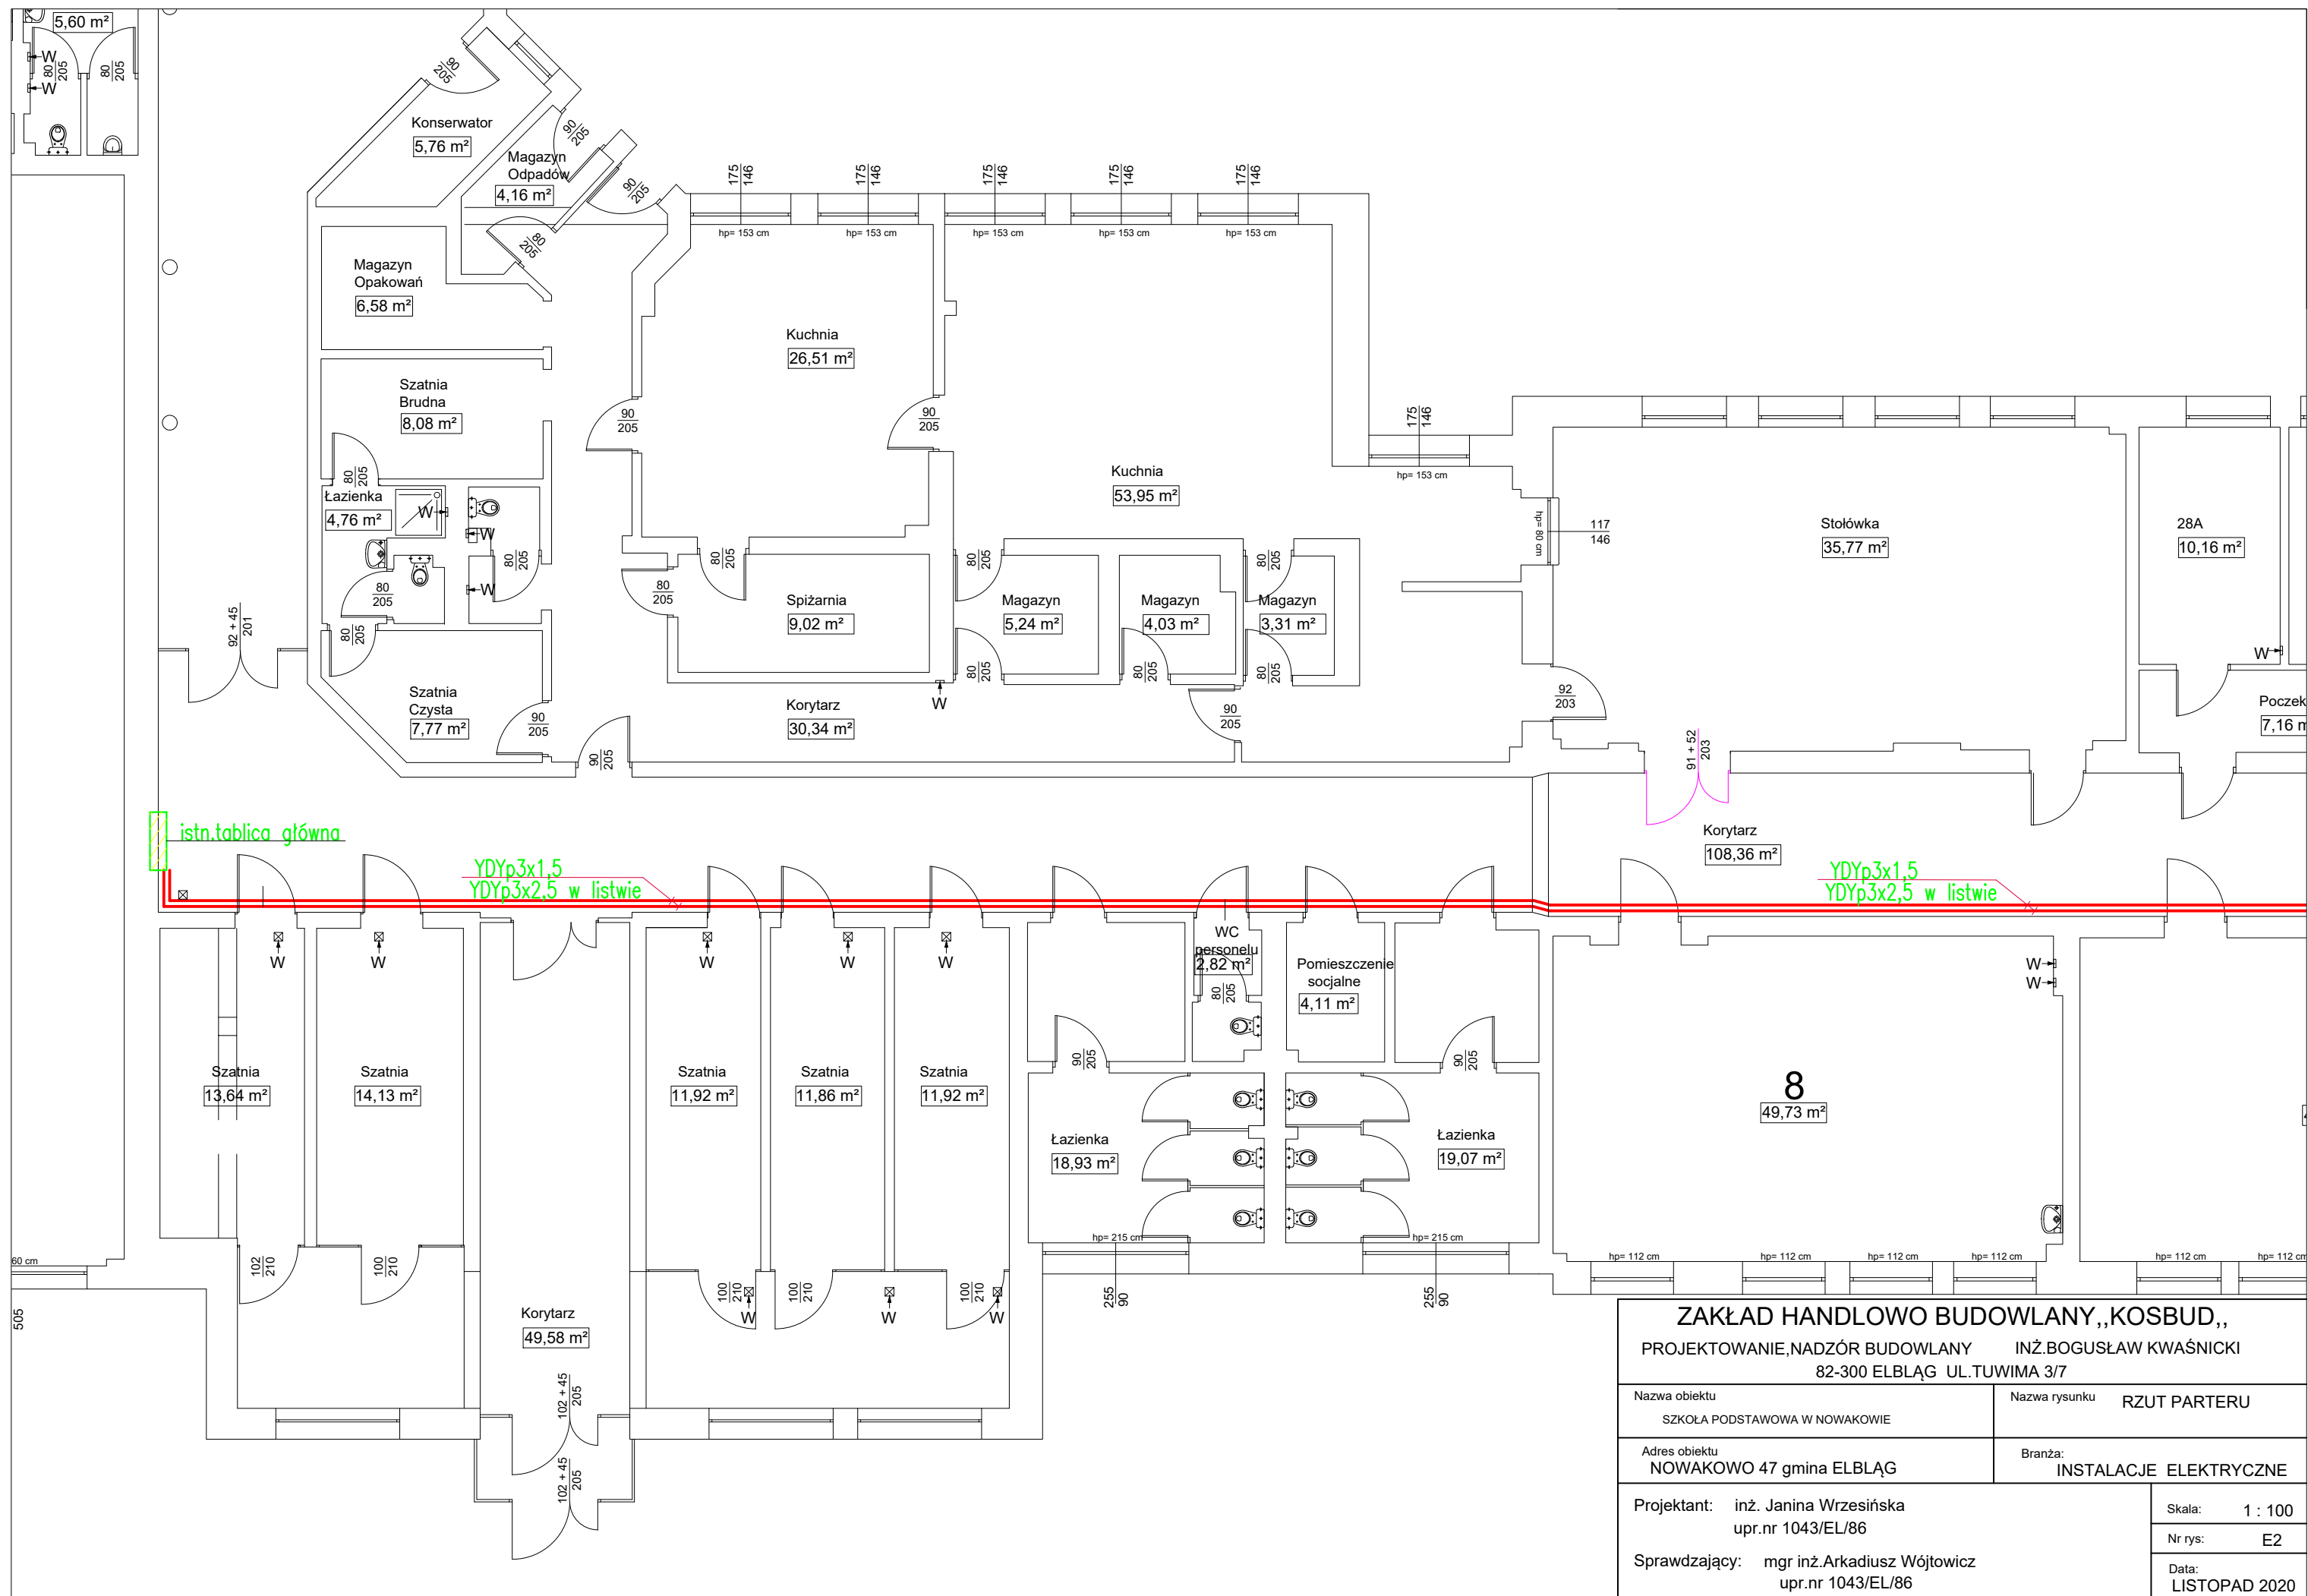 5,60 m²
W
80
205
80
205
W
90
205
Konserwator
5,76 m²
90
205
Magazyn
Odpadów
4,16 m²
90
205
80
205
175
146
175
146
175
146
175
146
175
146
hp= 153 cm
hp= 153 cm
hp= 153 cm
hp= 153 cm
hp= 153 cm
Magazyn
Opakowań
6,58 m²
Kuchnia
26,51 m²
Szatnia
Brudna
8,08 m²
90
205
90
205
175
146
hp= 153 cm
Kuchnia
53,95 m²
80
205
Łazienka
4,76 m²
W
W
80
205
W
80
205
80
205
hp= 80 cm
117
146
Stołówka
35,77 m²
28A
10,16 m²
80
205
80
205
Spiżarnia
9,02 m²
80
205
Magazyn
5,24 m²
80
205
Magazyn
4,03 m²
80
205
80
205
Magazyn
3,31 m²
80
205
W
92 + 45
201
Szatnia
Czysta
7,77 m²
90
205
90
205
Korytarz
30,34 m²
W
90
205
92
203
91 + 52
203
Poczek
7,16 m
istn.tablica główna
YDYp3x1,5
YDYp3x2,5 w listwie
Korytarz
108,36 m²
YDYp3x1,5
YDYp3x2,5 w listwie
W
W
W
W
W
WC
personelu
2,82 m²
80
205
Pomieszczenie
socjalne
4,11 m²
W
W
Szatnia
13,64 m²
Szatnia
14,13 m²
Szatnia
11,92 m²
Szatnia
11,86 m²
Szatnia
11,92 m²
90
205
90
205
8
49,73 m²
Łazienka
18,93 m²
Łazienka
19,07 m²
60 cm
505
102
210
100
210
100
210
100
210
100
210
W
W
W
hp= 215 cm
hp= 215 cm
255
90
255
90
hp= 112 cm
hp= 112 cm
hp= 112 cm
hp= 112 cm
hp= 112 cm
hp= 112 cm
Korytarz
49,58 m²
102 + 45
205
102 + 45
205
ZAKŁAD HANDLOWO BUDOWLANY,,KOSBUD,,
PROJEKTOWANIE,NADZÓR BUDOWLANY INŻ.BOGUSŁAW KWAŚNICKI
82-300 ELBLĄG UL.TUWIMA 3/7
Nazwa obiektu
SZKOŁA PODSTAWOWA W NOWAKOWIE
Nazwa rysunku RZUT PARTERU
Adres obiektu
NOWAKOWO 47 gmina ELBLĄG
Branża:
INSTALACJE ELEKTRYCZNE
Projektant: inż. Janina Wrzesińska
upr.nr 1043/EL/86
Sprawdzający: mgr inż.Arkadiusz Wójtowicz
upr.nr 1043/EL/86
Skala: 1 : 100
Nr rys: E2
Data:
LISTOPAD 2020